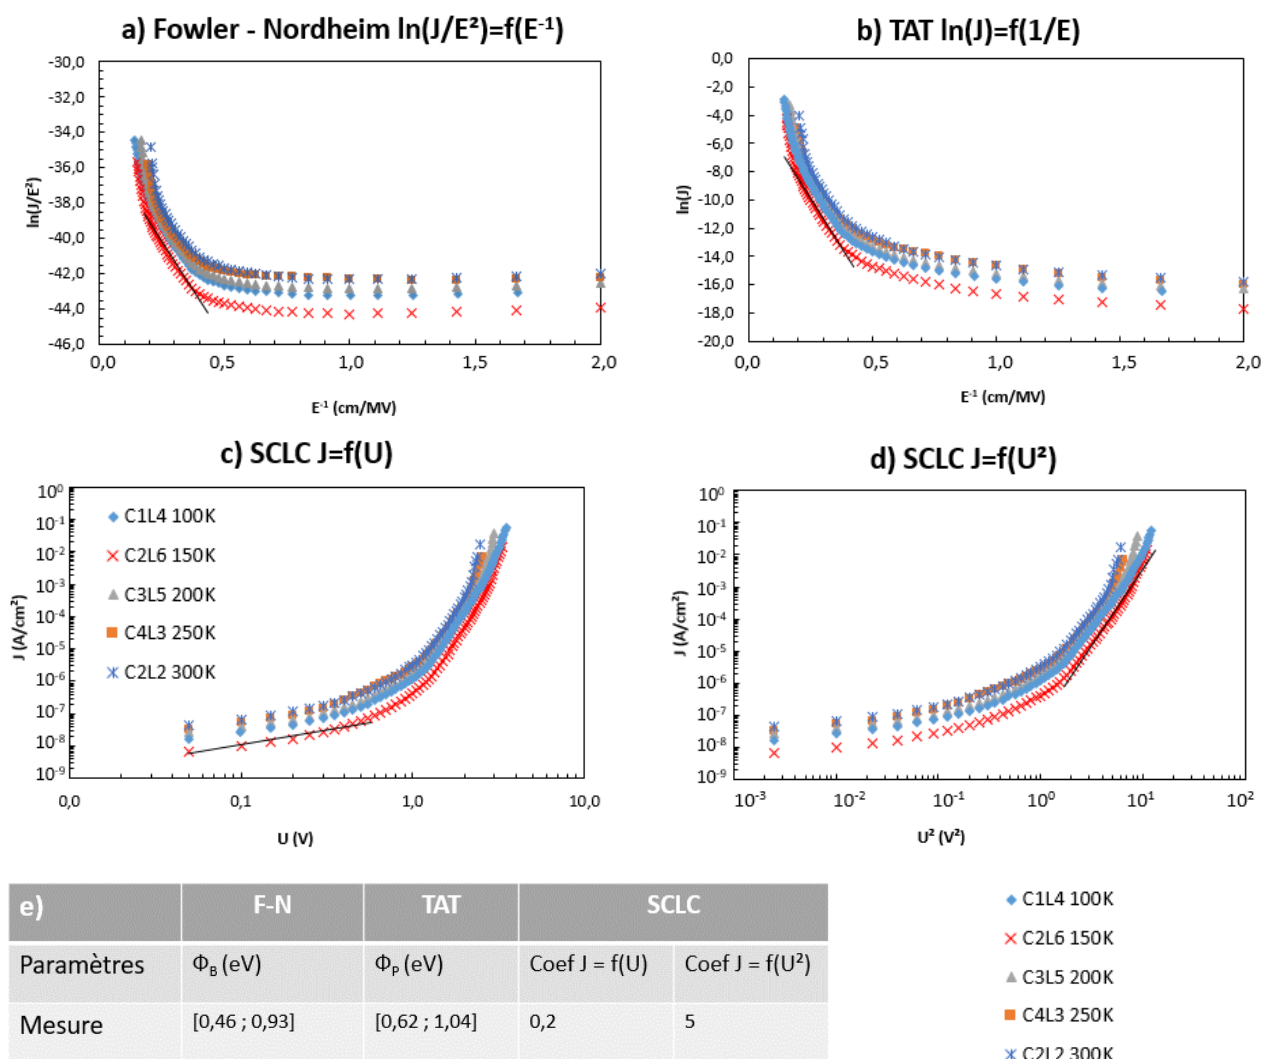 a) Fowler - Nordheim ln(J/E²)=f(E⁻¹)
ln(J/E²)
-30,0
-32,0
-34,0
-36,0
-38,0
-40,0
-42,0
-44,0
-46,0
0,0 0,5 1,0 1,5 2,0
E⁻¹ (cm/MV)
b) TAT ln(J)=f(1/E)
ln(J)
0,0
-2,0
-4,0
-6,0
-8,0
-10,0
-12,0
-14,0
-16,0
-18,0
-20,0
0,0 0,5 1,0 1,5 2,0
E⁻¹ (cm/MV)
c) SCLC J=f(U)
J (A/cm²)
10⁰
10⁻¹
10⁻²
10⁻³
10⁻⁴
10⁻⁵
10⁻⁶
10⁻⁷
10⁻⁸
10⁻⁹
C1L4 100K
C2L6 150K
C3L5 200K
C4L3 250K
C2L2 300K
0,0 0,1 1,0 10,0
U (V)
d) SCLC J=f(U²)
J (A/cm²)
10⁰
10⁻¹
10⁻²
10⁻³
10⁻⁴
10⁻⁵
10⁻⁶
10⁻⁷
10⁻⁸
10⁻⁹
10⁻³ 10⁻² 10⁻¹ 10⁰ 10¹ 10²
U² (V²)
e) F-N TAT SCLC
Paramètres Φ_B (eV) Φ_P (eV) Coef J = f(U) Coef J = f(U²)
Mesure [0,46 ; 0,93] [0,62 ; 1,04] 0,2 5
C1L4 100K
C2L6 150K
C3L5 200K
C4L3 250K
C2L2 300K